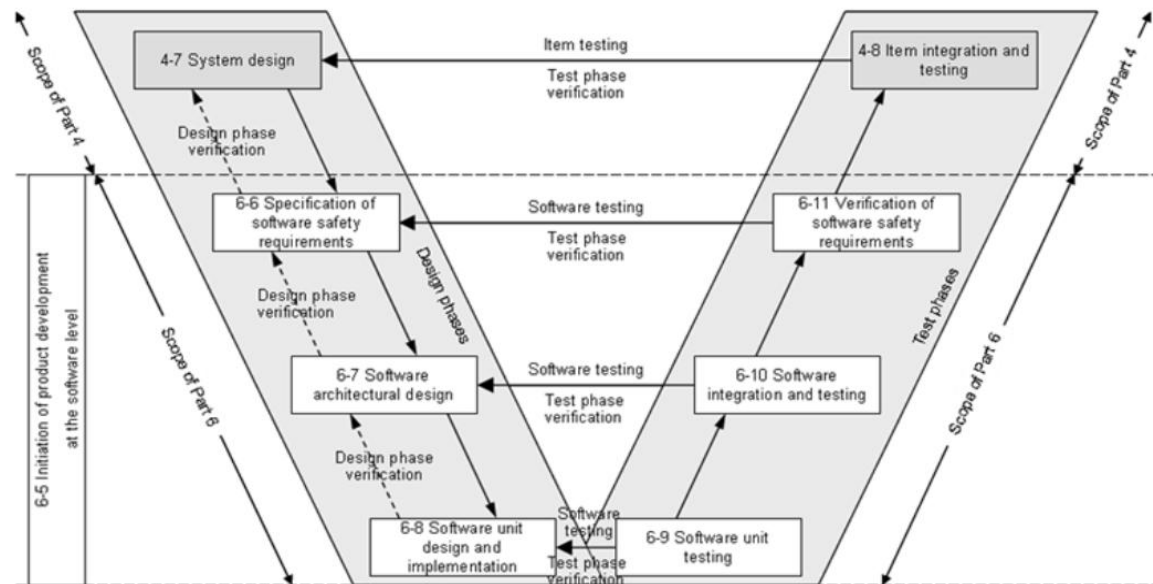 Scope of Part 4
4-7 System design
Item testing
Test phase
verification
4-8 Item integration and
testing
Scope of Part 4
Design phase
verification
6-5 Initiation of product development
at the software level
6-6 Specification of
software safety
requirements
Software testing
Test phase
verification
6-11 Verification of
software safety
requirements
Design phases
Test phases
Design phase
verification
Scope of Part 6
6-7 Software
architectural design
Software testing
Test phase
verification
6-10 Software
integration and testing
Scope of Part 6
Design phase
verification
6-8 Software unit
design and
implementation
Software
testing
Test phase
verification
6-9 Software unit
testing